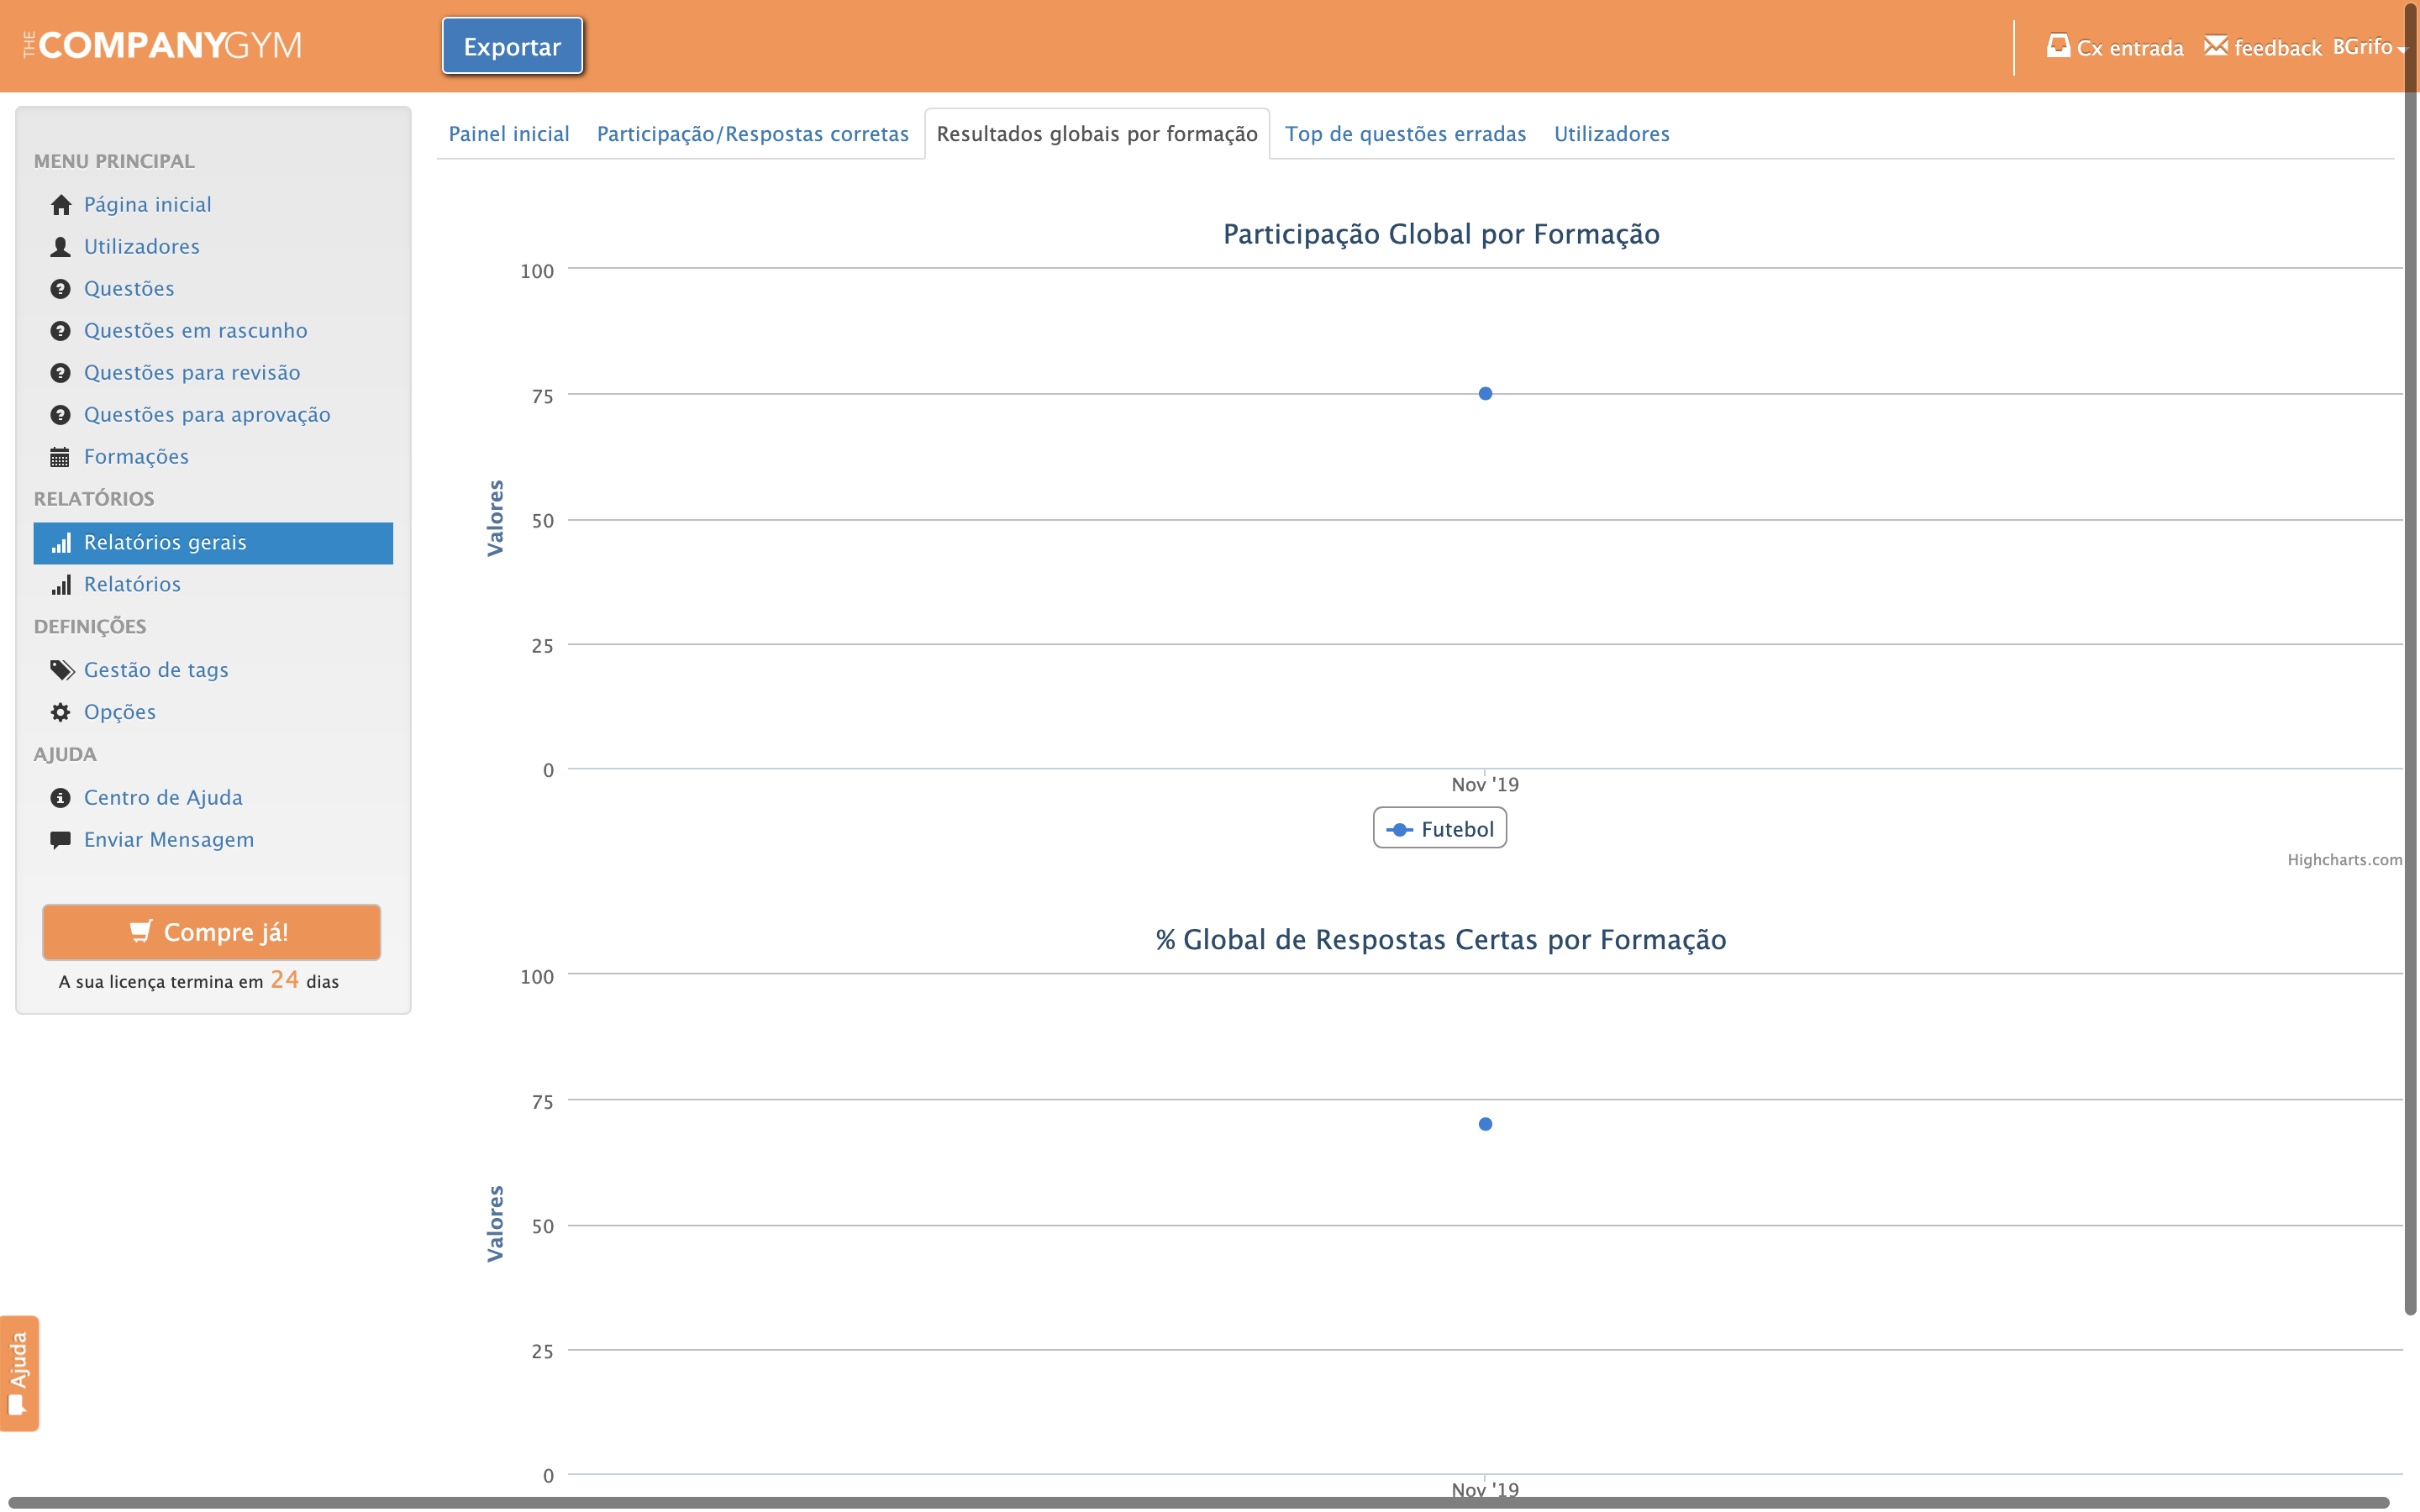 THE COMPANYGYM
Exportar
Cx entrada
feedback
BGrifo
MENU PRINCIPAL
Página inicial
Utilizadores
Questões
Questões em rascunho
Questões para revisão
Questões para aprovação
Formações
RELATÓRIOS
Relatórios gerais
Relatórios
DEFINIÇÕES
Gestão de tags
Opções
AJUDA
Centro de Ajuda
Enviar Mensagem
Compre já!
A sua licença termina em 24 dias
Ajuda
Painel inicial
Participação/Respostas corretas
Resultados globais por formação
Top de questões erradas
Utilizadores
Participação Global por Formação
Valores
100
75
50
25
0
Nov '19
Futebol
Highcharts.com
% Global de Respostas Certas por Formação
Valores
100
75
50
25
0
Nov '19